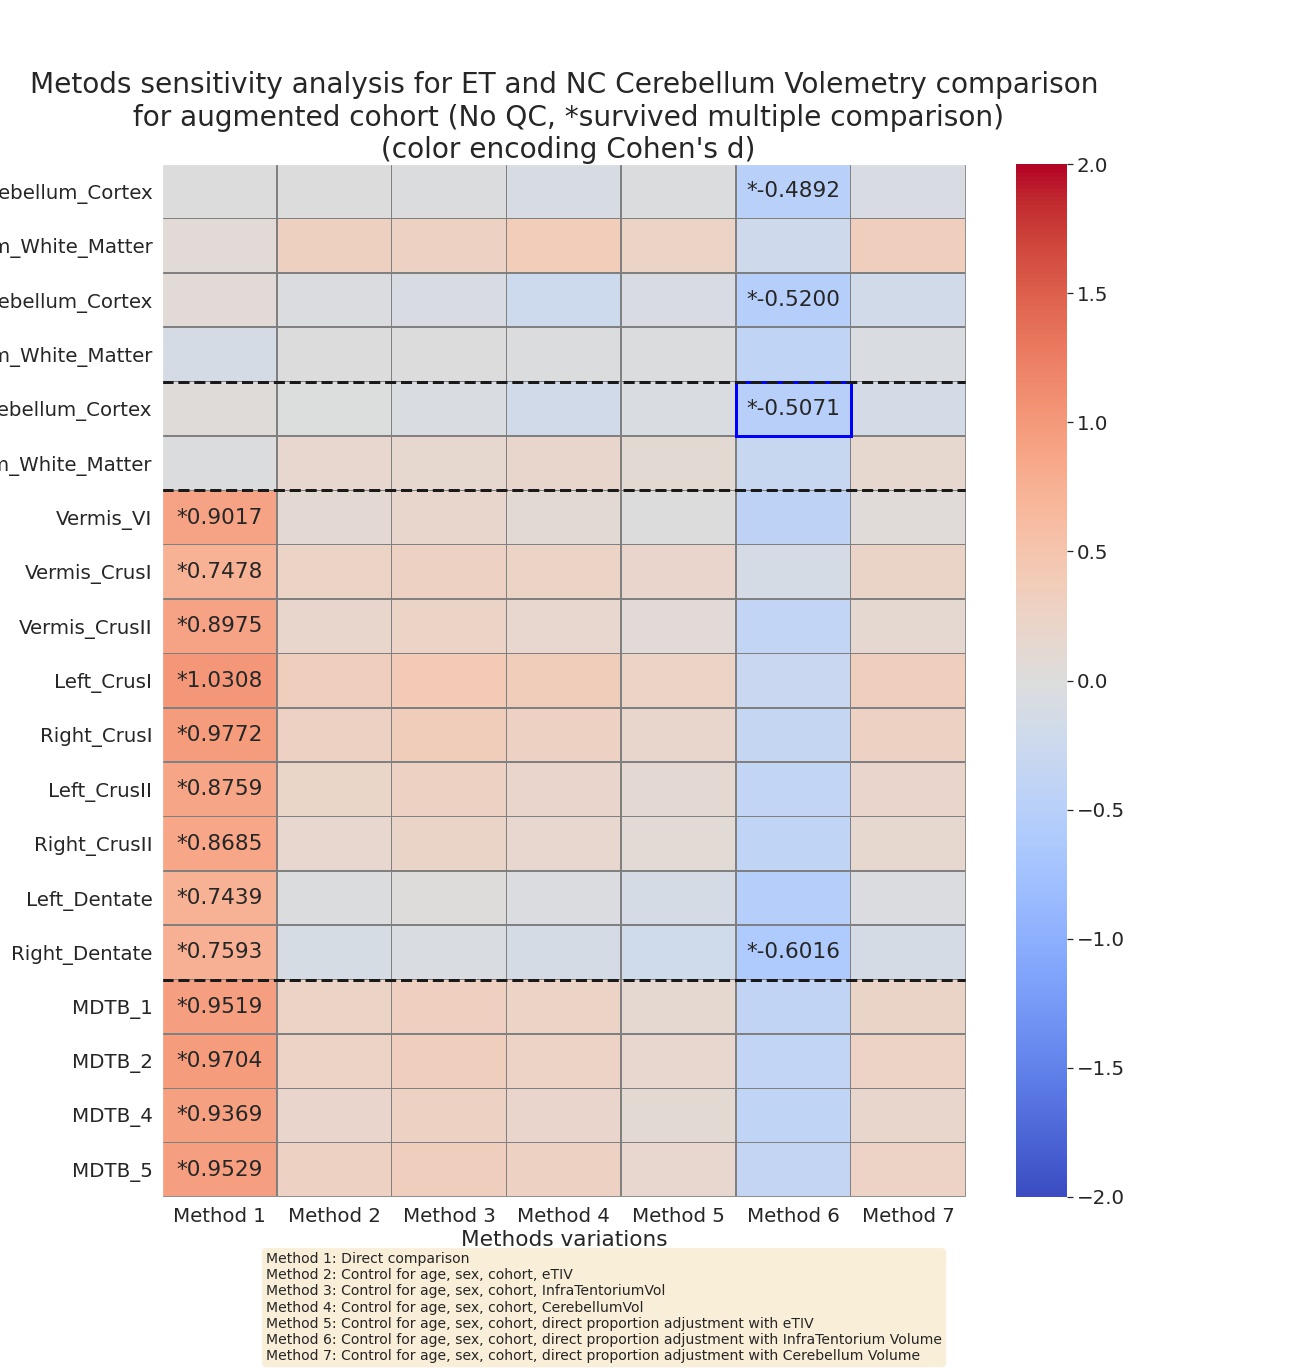 Metods sensitivity analysis for ET and NC Cerebellum Volemetry comparison
for augmented cohort (No QC, *survived multiple comparison)
(color encoding Cohen's d)
ebellum_Cortex *-0.4892
m_White_Matter
ebellum_Cortex *-0.5200
m_White_Matter
ebellum_Cortex *-0.5071
m_White_Matter
Vermis_VI *0.9017
Vermis_CrusI *0.7478
Vermis_CrusII *0.8975
Left_CrusI *1.0308
Right_CrusI *0.9772
Left_CrusII *0.8759
Right_CrusII *0.8685
Left_Dentate *0.7439
Right_Dentate *0.7593 *-0.6016
MDTB_1 *0.9519
MDTB_2 *0.9704
MDTB_4 *0.9369
MDTB_5 *0.9529
Method 1 Method 2 Method 3 Method 4 Method 5 Method 6 Method 7
Methods variations
2.0
1.5
1.0
0.5
0.0
−0.5
−1.0
−1.5
−2.0
Method 1: Direct comparison
Method 2: Control for age, sex, cohort, eTIV
Method 3: Control for age, sex, cohort, InfraTentoriumVol
Method 4: Control for age, sex, cohort, CerebellumVol
Method 5: Control for age, sex, cohort, direct proportion adjustment with eTIV
Method 6: Control for age, sex, cohort, direct proportion adjustment with InfraTentorium Volume
Method 7: Control for age, sex, cohort, direct proportion adjustment with Cerebellum Volume